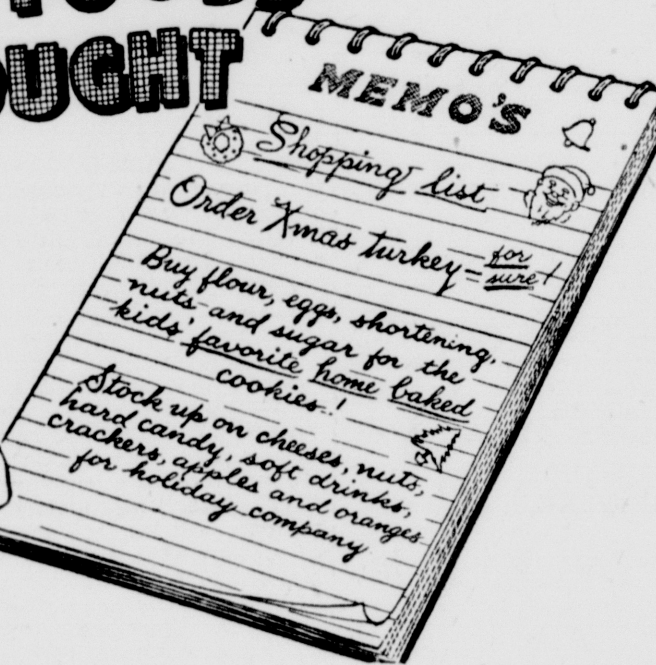 OUGHT
MEMO'S
Shopping list
Order Xmas turkey – for
sure!
Buy flour, eggs, shortening,
nuts and sugar for the
kids' favorite home baked
cookies!
Stock up on cheeses, nuts,
hard candy, soft drinks,
crackers, apples and oranges
for holiday company